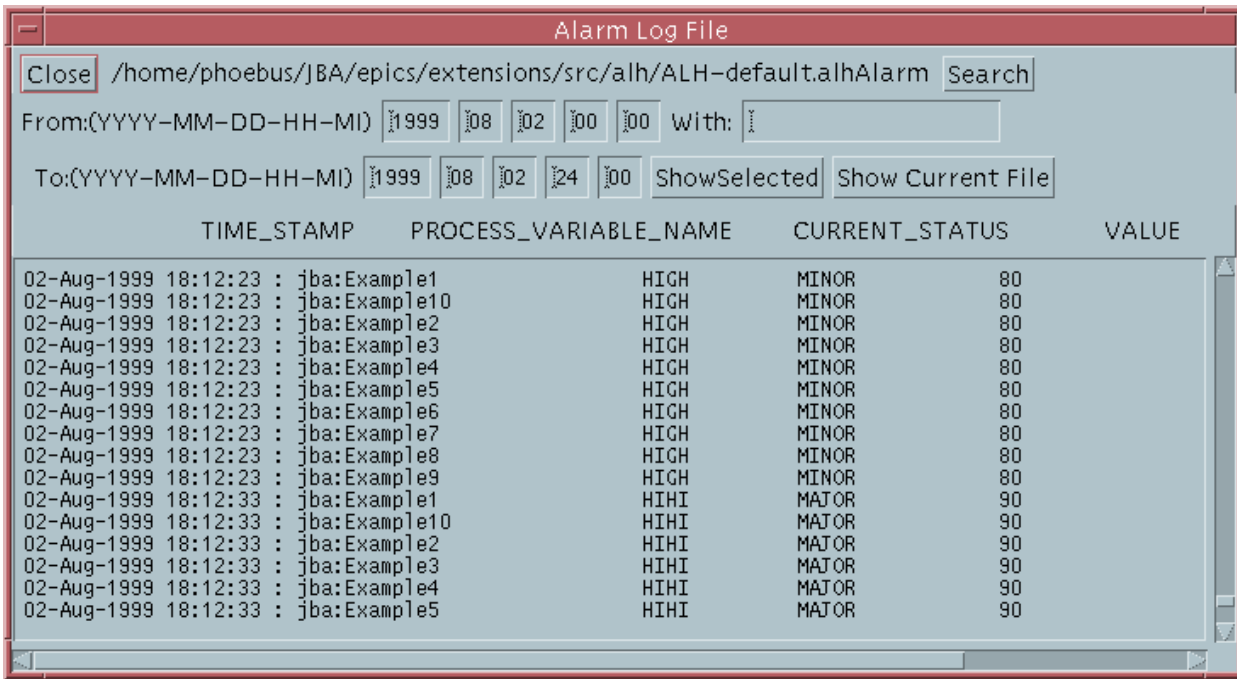 Alarm Log File
Close /home/phoebus/JBA/epics/extensions/src/alh/ALH-default.alhAlarm Search
From:(YYYY-MM-DD-HH-MI) 1999 08 02 00 00 With:
To:(YYYY-MM-DD-HH-MI) 1999 08 02 24 00 ShowSelected Show Current File
TIME_STAMP PROCESS_VARIABLE_NAME CURRENT_STATUS VALUE
02-Aug-1999 18:12:23 : jba:Example1 HIGH MINOR 80
02-Aug-1999 18:12:23 : jba:Example10 HIGH MINOR 80
02-Aug-1999 18:12:23 : jba:Example2 HIGH MINOR 80
02-Aug-1999 18:12:23 : jba:Example3 HIGH MINOR 80
02-Aug-1999 18:12:23 : jba:Example4 HIGH MINOR 80
02-Aug-1999 18:12:23 : jba:Example5 HIGH MINOR 80
02-Aug-1999 18:12:23 : jba:Example6 HIGH MINOR 80
02-Aug-1999 18:12:23 : jba:Example7 HIGH MINOR 80
02-Aug-1999 18:12:23 : jba:Example8 HIGH MINOR 80
02-Aug-1999 18:12:23 : jba:Example9 HIGH MINOR 80
02-Aug-1999 18:12:33 : jba:Example1 HIHI MAJOR 90
02-Aug-1999 18:12:33 : jba:Example10 HIHI MAJOR 90
02-Aug-1999 18:12:33 : jba:Example2 HIHI MAJOR 90
02-Aug-1999 18:12:33 : jba:Example3 HIHI MAJOR 90
02-Aug-1999 18:12:33 : jba:Example4 HIHI MAJOR 90
02-Aug-1999 18:12:33 : jba:Example5 HIHI MAJOR 90